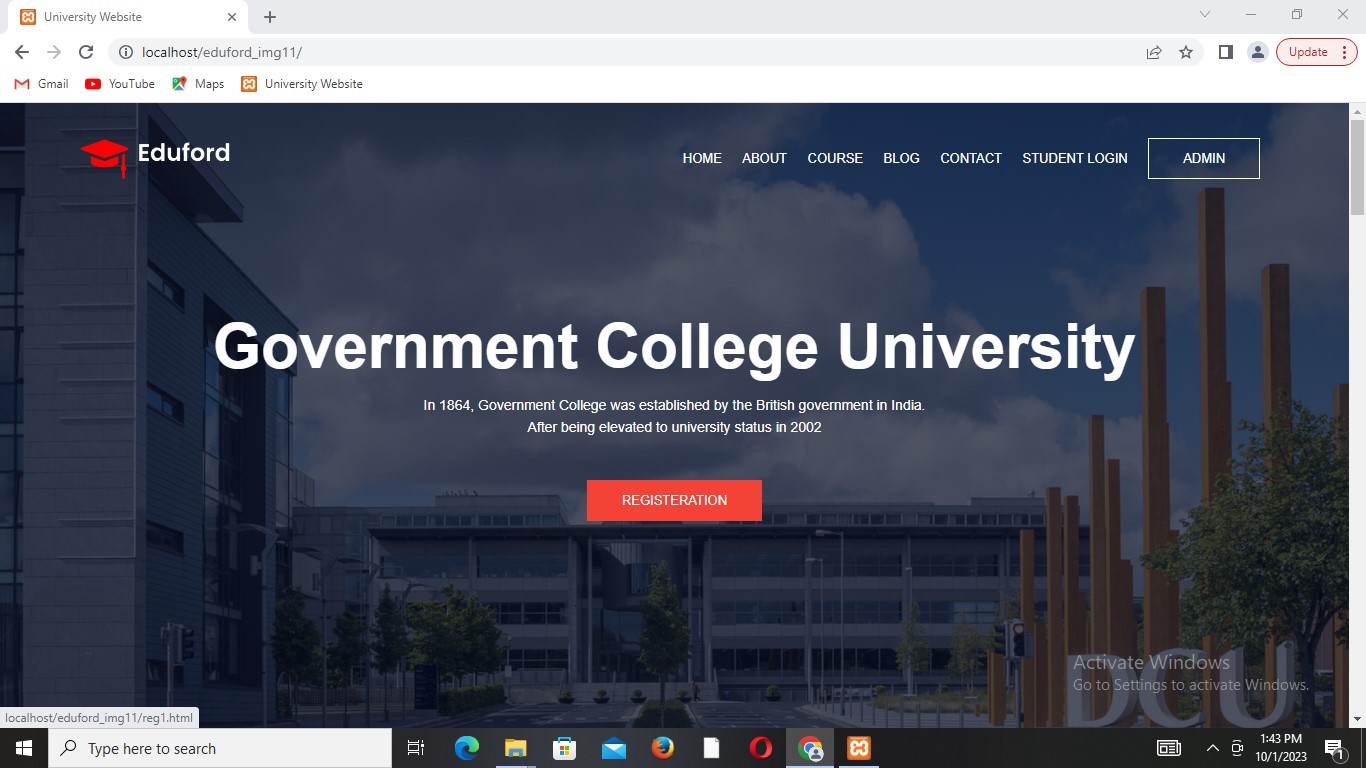 University Website
localhost/eduford_img11/
Update
Gmail
YouTube
Maps
University Website
Eduford
HOME
ABOUT
COURSE
BLOG
CONTACT
STUDENT LOGIN
ADMIN
Government College University
In 1864, Government College was established by the British government in India.
After being elevated to university status in 2002
REGISTERATION
Activate Windows
Go to Settings to activate Windows.
DCU
localhost/eduford_img11/reg1.html
Type here to search
1:43 PM
10/1/2023
1